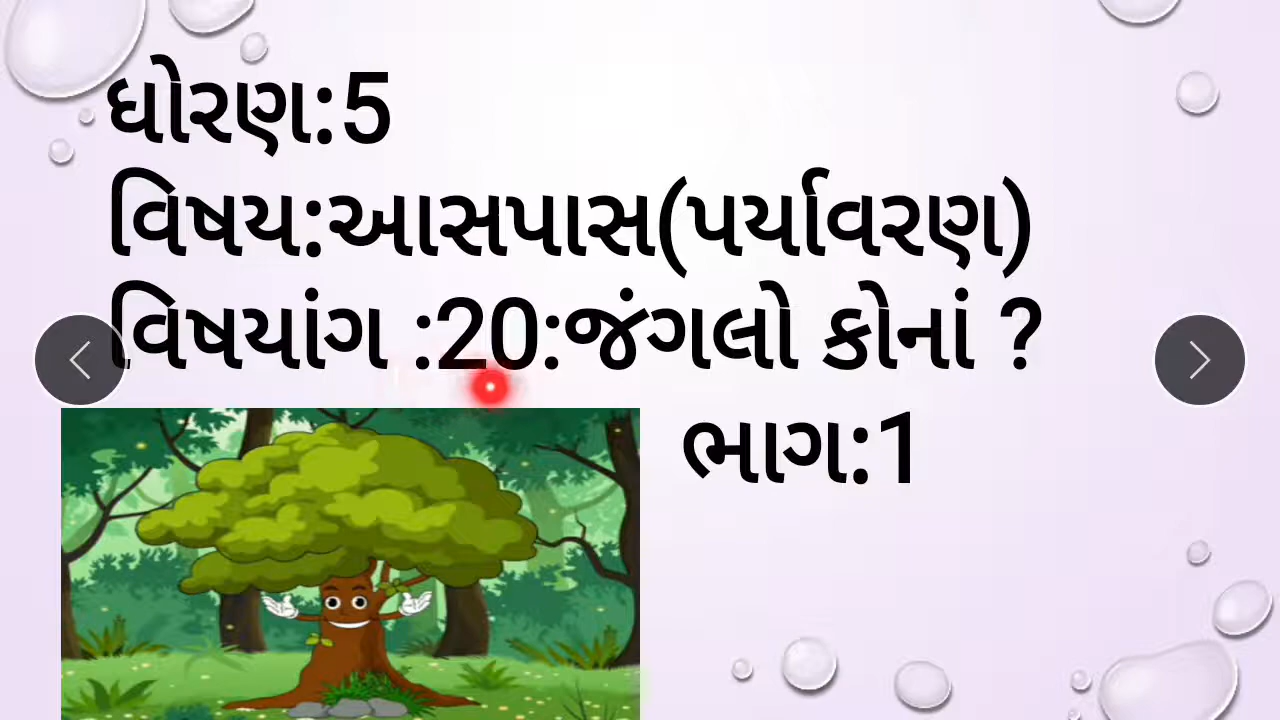 ધોરણ:5
વિષય:આસપાસ(પર્યાવરણ)
વિષયાંગ :20:જંગલો કોનાં ?
ભાગ:1